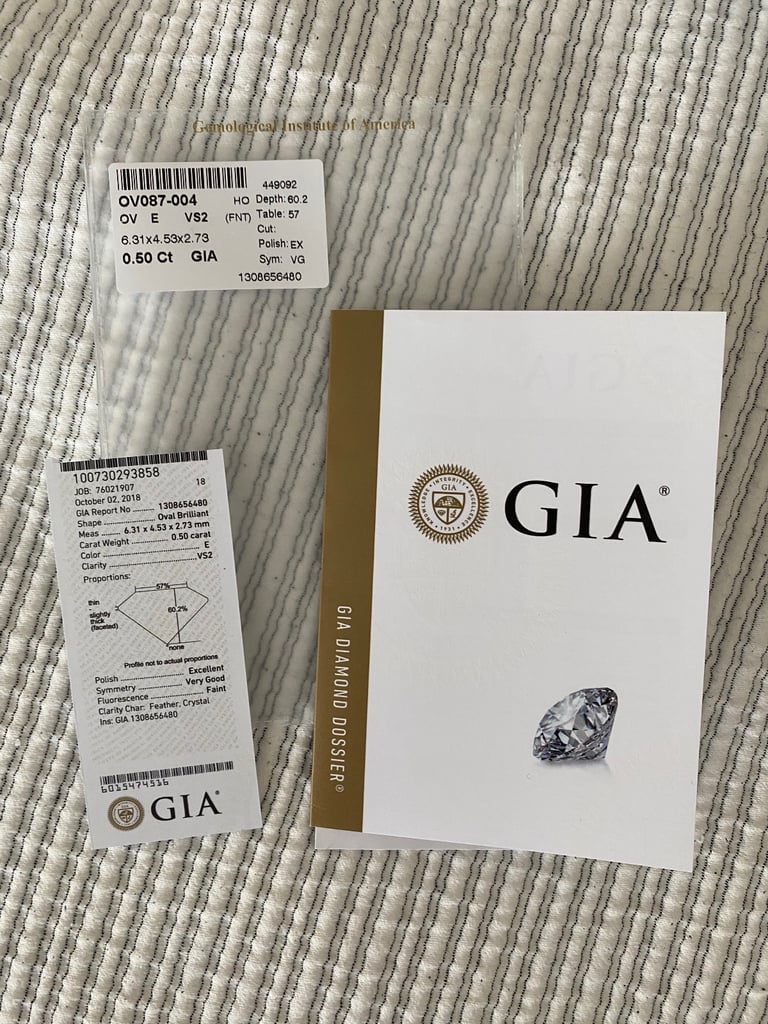 Gemological Institute of America
449092
OV087-004 HO Depth: 60.2
OV E VS2 (FNT) Table: 57
Cut:
6.31x4.53x2.73 Polish: EX
0.50 Ct GIA Sym: VG
1308656480
100730293858
JOB: 76021907 18
October 02, 2018
GIA Report No .......... 1308656480
Shape .......... Oval Brilliant
Meas .... 6.31 x 4.53 x 2.73 mm
Carat Weight .......... 0.50 carat
Color .......... E
Clarity .......... VS2
Proportions:
57%
thin
-
slightly
thick
(faceted)
60.2%
none
Profile not to actual proportions
Polish .......... Excellent
Symmetry .......... Very Good
Fluorescence .......... Faint
Clarity Char: Feather, Crystal
Ins: GIA 1308656480
6015474516
GIA®
GIA DIAMOND DOSSIER®
INTEGRITY
GIA
GIA®